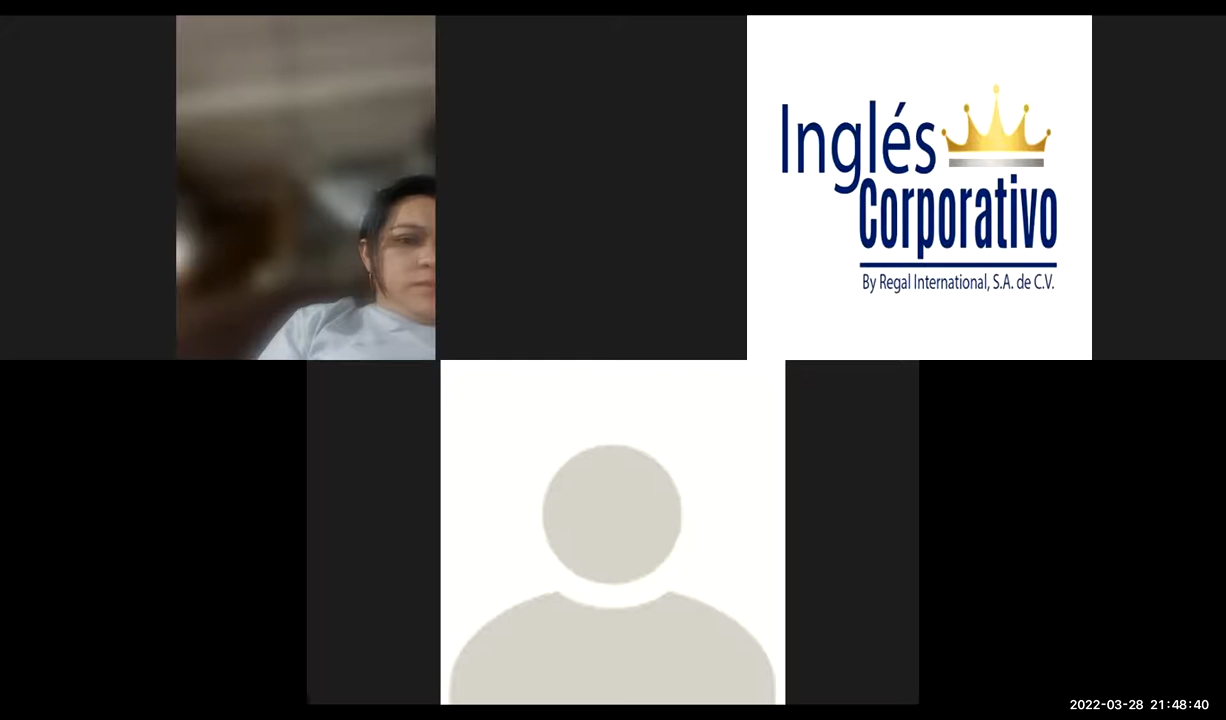 Inglés
Corporativo
By Regal International, S.A. de C.V.
2022-03-28 21:48:40